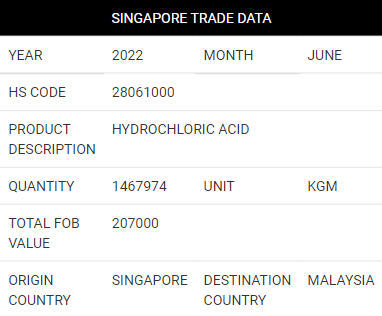 SINGAPORE TRADE DATA
YEAR 2022 MONTH JUNE
HS CODE 28061000
PRODUCT DESCRIPTION HYDROCHLORIC ACID
QUANTITY 1467974 UNIT KGM
TOTAL FOB VALUE 207000
ORIGIN COUNTRY SINGAPORE DESTINATION COUNTRY MALAYSIA